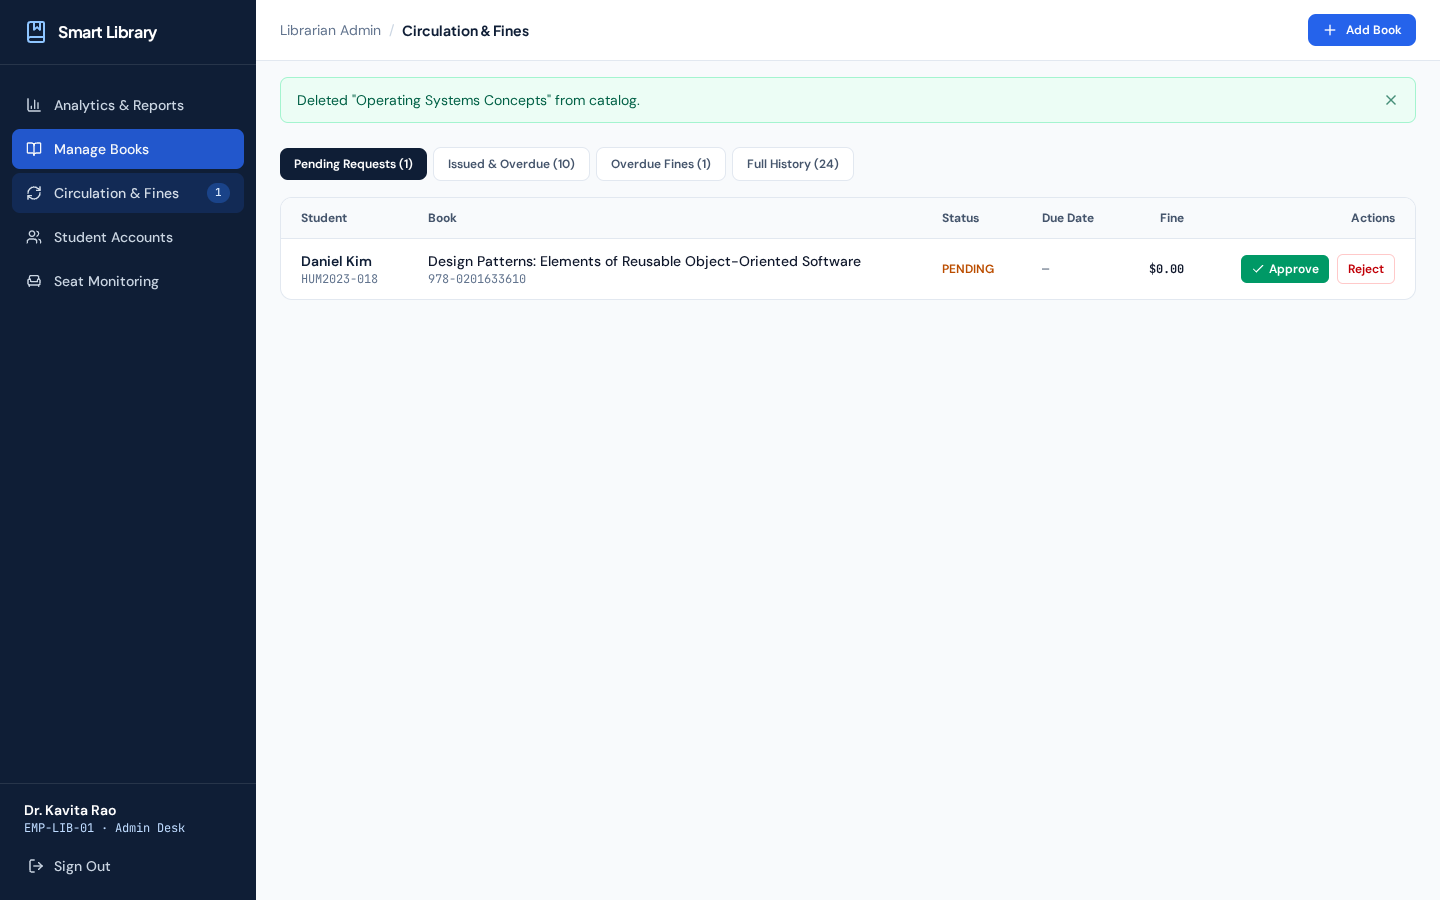 Smart Library
Analytics & Reports
Manage Books
Circulation & Fines 1
Student Accounts
Seat Monitoring
Dr. Kavita Rao
EMP-LIB-01 · Admin Desk
Sign Out
Librarian Admin / Circulation & Fines
Add Book
Deleted "Operating Systems Concepts" from catalog.
Pending Requests (1) Issued & Overdue (10) Overdue Fines (1) Full History (24)
Student Book Status Due Date Fine Actions
Daniel Kim Design Patterns: Elements of Reusable Object-Oriented Software PENDING — $0.00 Approve Reject
HUM2023-018 978-0201633610